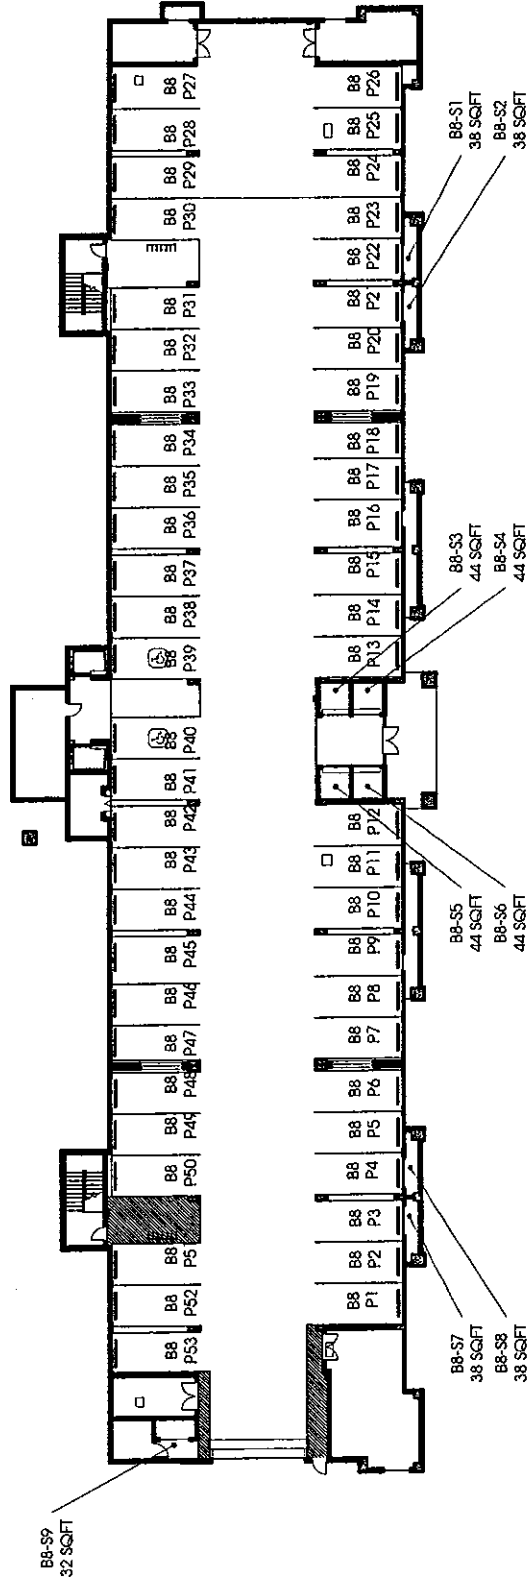 B8
P27
B8
P28
B8
P29
B8
P30
B8
P31
B8
P32
B8
P33
B8
P34
B8
P35
B8
P36
B8
P37
B8
P38
B8
P39
B8
P40
B8
P41
B8
P42
B8
P43
B8
P44
B8
P45
B8
P46
B8
P47
B8
P48
B8
P49
B8
P50
B8
P5
B8
P52
B8
P53
B8
P26
B8
P25
B8
P24
B8
P23
B8
P22
B8
P21
B8
P20
B8
P19
B8
P18
B8
P17
B8
P16
B8
P15
B8
P14
B8
P13
B8
P12
B8
P11
B8
P10
B8
P9
B8
P8
B8
P7
B8
P6
B8
P5
B8
P4
B8
P3
B8
P2
B8
P1
B8-S1
38 SQFT
B8-S2
38 SQFT
B8-S3
44 SQFT
B8-S4
44 SQFT
B8-S5
44 SQFT
B8-S6
44 SQFT
B8-S7
38 SQFT
B8-S8
38 SQFT
B8-S9
32 SQFT